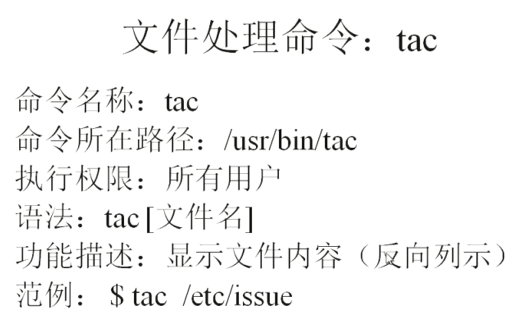 文件处理命令：tac
命令名称：tac
命令所在路径：/usr/bin/tac
执行权限：所有用户
语法：tac [文件名]
功能描述：显示文件内容（反向列示）
范例： $ tac  /etc/issue